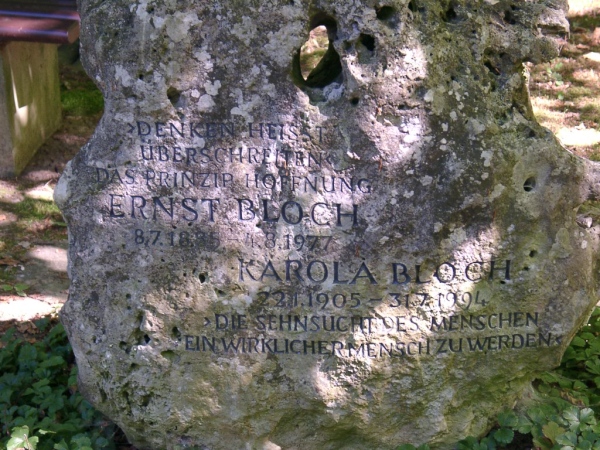 ›DENKEN HEISST
ÜBERSCHREITEN‹
DAS PRINZIP HOFFNUNG
ERNST BLOCH
8.7.1885 4.8.1977
KAROLA BLOCH
22.1.1905 – 31.7.1994
›DIE SEHNSUCHT DES MENSCHEN
EIN WIRKLICHER MENSCH ZU WERDEN‹